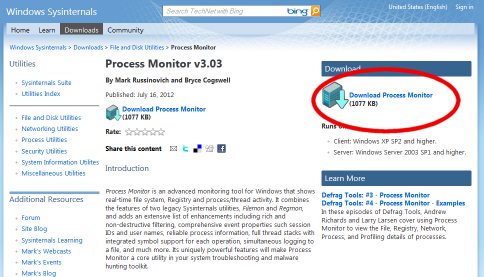 Windows Sysinternals
Search TechNet with Bing
bing
United States (English)
Sign in
Home
Learn
Downloads
Community
Windows Sysinternals > Downloads > File and Disk Utilities > Process Monitor
Utilities
Sysinternals Suite
Utilities Index
File and Disk Utilities
Networking Utilities
Process Utilities
Security Utilities
System Information Utilities
Miscellaneous Utilities
Additional Resources
Forum
Site Blog
Sysinternals Learning
Mark's Webcasts
Mark's Events
Mark's Blog
Process Monitor v3.03
By Mark Russinovich and Bryce Cogswell
Published: July 16, 2012
Download Process Monitor
(1077 KB)
Rate:
Share this content
Introduction
Process Monitor is an advanced monitoring tool for Windows that shows
real-time file system, Registry and process/thread activity. It combines
the features of two legacy Sysinternals utilities, Filemon and Regmon,
and adds an extensive list of enhancements including rich and
non-destructive filtering, comprehensive event properties such session
IDs and user names, reliable process information, full thread stacks with
integrated symbol support for each operation, simultaneous logging to
a file, and much more. Its uniquely powerful features will make Process
Monitor a core utility in your system troubleshooting and malware
hunting toolkit.
Download
Download Process Monitor
(1077 KB)
Runs
Client: Windows XP SP2 and higher.
Server: Windows Server 2003 SP1 and higher.
Learn More
Defrag Tools: #3 - Process Monitor
Defrag Tools: #4 - Process Monitor - Examples
In these episodes of Defrag Tools, Andrew
Richards and Larry Larsen cover using Process
Monitor to view the File, Registry, Network,
Process, and Profiling details of processes.